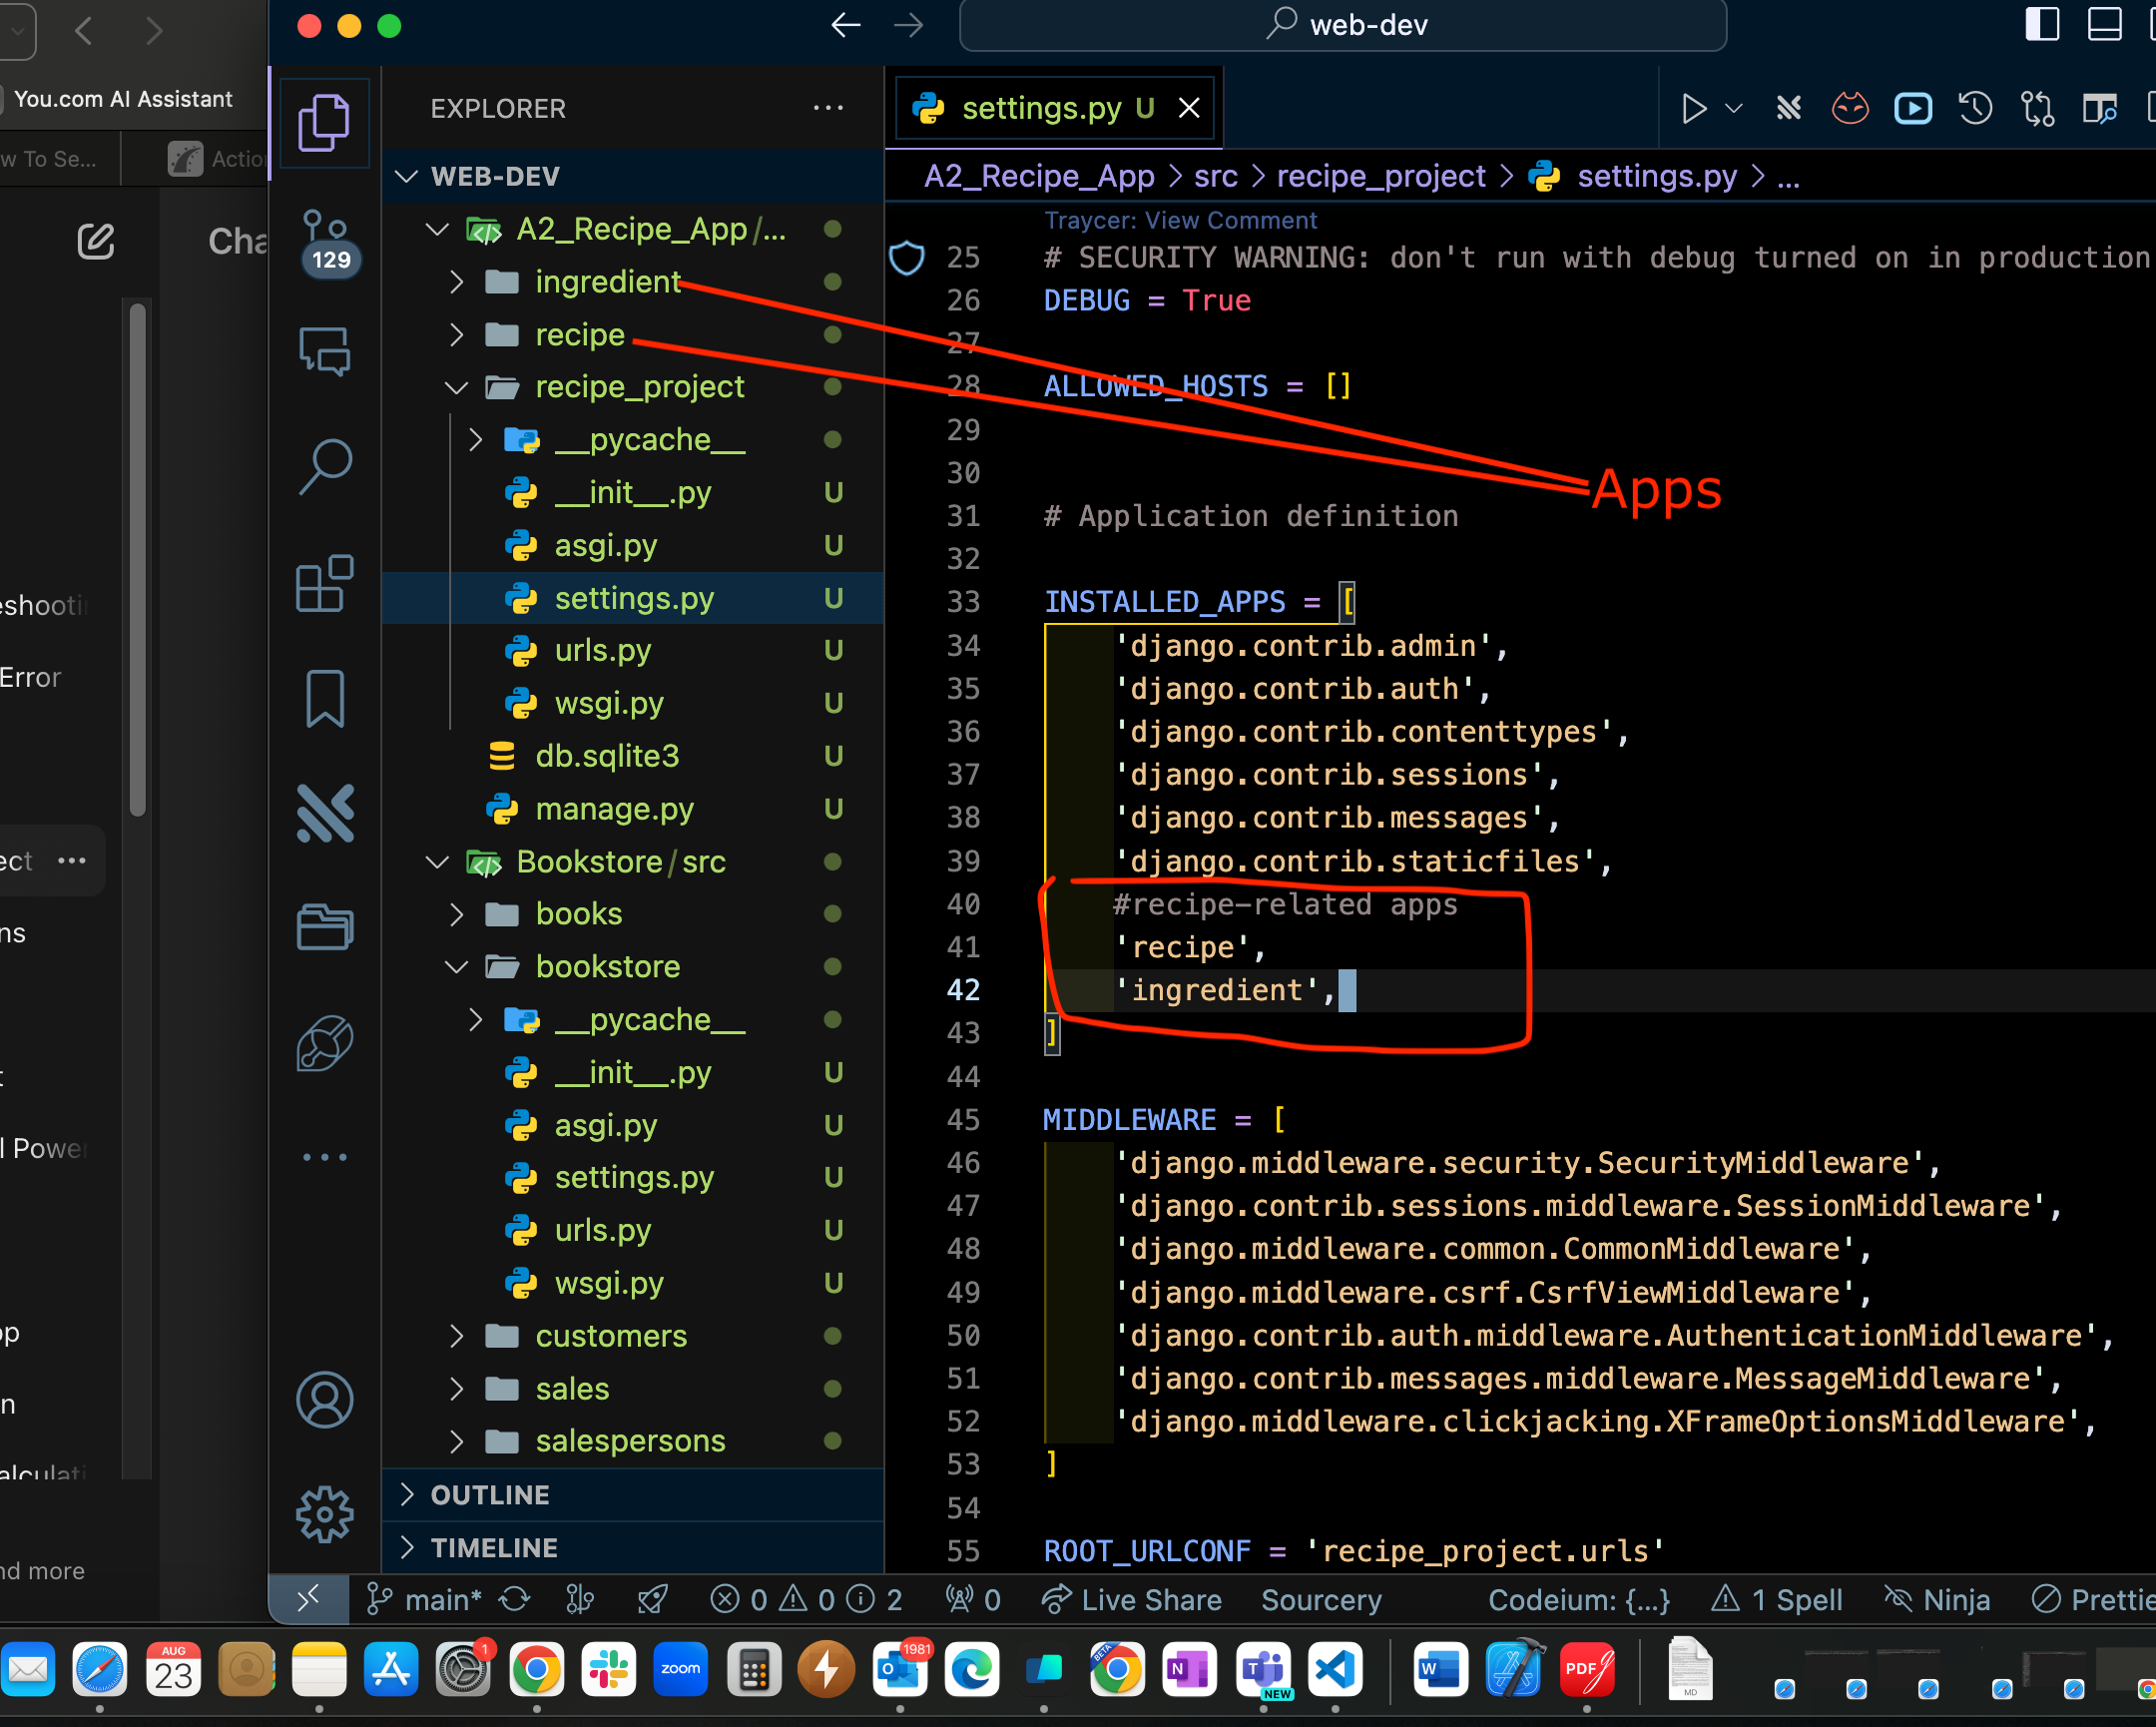 You.com AI Assistant
w To Se...
Actio
Cha
eshooti
Error
ect ...
ns
t
l Power
op
n
alculati
nd more
web-dev
129
EXPLORER ...
WEB-DEV
A2_Recipe_App/...
ingredient
recipe
recipe_project
__pycache__
__init__.py U
asgi.py U
settings.py U
urls.py U
wsgi.py U
db.sqlite3 U
manage.py U
Bookstore/src
books
bookstore
__pycache__
__init__.py U
asgi.py U
settings.py U
urls.py U
wsgi.py U
customers
sales
salespersons
OUTLINE
TIMELINE
settings.py U
A2_Recipe_App > src > recipe_project > settings.py > ...
Traycer: View Comment
25 # SECURITY WARNING: don't run with debug turned on in production
26 DEBUG = True
27
28 ALLOWED_HOSTS = []
29
30
Apps
31 # Application definition
32
33 INSTALLED_APPS = [
34 'django.contrib.admin',
35 'django.contrib.auth',
36 'django.contrib.contenttypes',
37 'django.contrib.sessions',
38 'django.contrib.messages',
39 'django.contrib.staticfiles',
40 #recipe-related apps
41 'recipe',
42 'ingredient',
43 ]
44
45 MIDDLEWARE = [
46 'django.middleware.security.SecurityMiddleware',
47 'django.contrib.sessions.middleware.SessionMiddleware',
48 'django.middleware.common.CommonMiddleware',
49 'django.middleware.csrf.CsrfViewMiddleware',
50 'django.contrib.auth.middleware.AuthenticationMiddleware',
51 'django.contrib.messages.middleware.MessageMiddleware',
52 'django.middleware.clickjacking.XFrameOptionsMiddleware',
53 ]
54
55 ROOT_URLCONF = 'recipe_project.urls'
main* 0 0 2 0 Live Share Sourcery Codeium: {...} 1 Spell Ninja Prettie
AUG
23
1
zoom
1981
O
BETA
N
T
NEW
W
PDF
MD